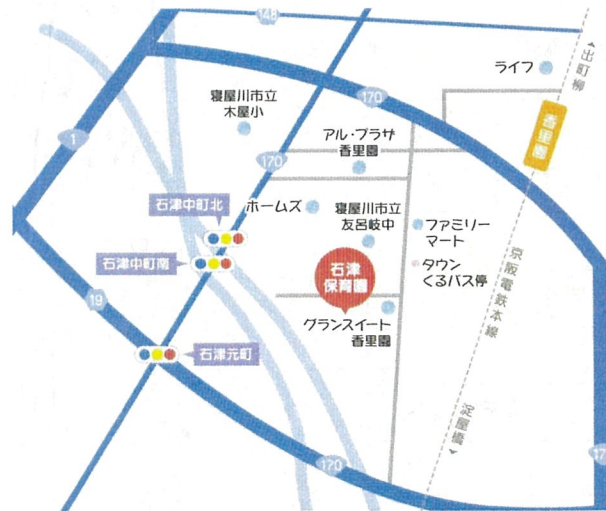 148
ライフ
▲出町柳
170
寝屋川市立
木屋小
香里園
アル・プラザ
香里園
1
170
石津中町北
ホームズ
寝屋川市立
友呂岐中
ファミリー
マート
石津中町南
石津
保育園
タウン
くるバス停
京阪電鉄本線
19
グランスイート
香里園
石津元町
170